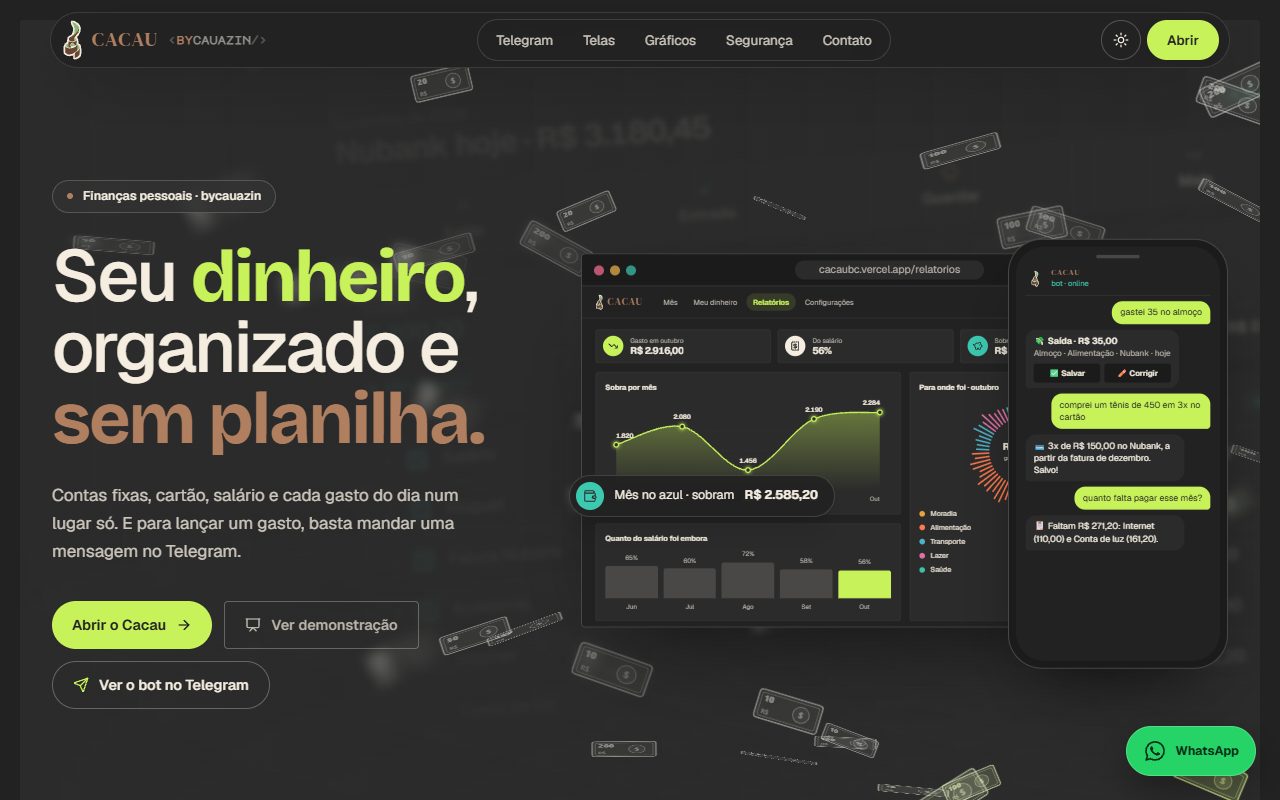 CACAU <BYCAUAZIN/>
Telegram Telas Gráficos Segurança Contato
Abrir
Nubank hoje · R$ 3.180,45
Finanças pessoais · bycauazin
Seu dinheiro,
organizado e
sem planilha.
Contas fixas, cartão, salário e cada gasto do dia num
lugar só. E para lançar um gasto, basta mandar uma
mensagem no Telegram.
Abrir o Cacau
Ver demonstração
Ver o bot no Telegram
cacaubc.vercel.app/relatorios
CACAU Mês Meu dinheiro Relatórios Configurações
Gasto em outubro
R$ 2.916,00
Do salário
56%
R$
Sobra por mês
1.820
2.080
1.456
2.190
2.284
Out
Mês no azul · sobram R$ 2.585,20
Para onde foi · outubro
Moradia
Alimentação
Transporte
Lazer
Saúde
Quanto do salário foi embora
65% 60% 72% 58% 56%
Jun Jul Ago Set Out
CACAU
bot · online
gastei 35 no almoço
Saída · R$ 35,00
Almoço · Alimentação · Nubank · hoje
Salvar
Corrigir
comprei um tênis de 450 em 3x no
cartão
3x de R$ 150,00 no Nubank, a
partir da fatura de dezembro.
Salvo!
quanto falta pagar esse mês?
Faltam R$ 271,20: Internet
(110,00) e Conta de luz (161,20).
WhatsApp